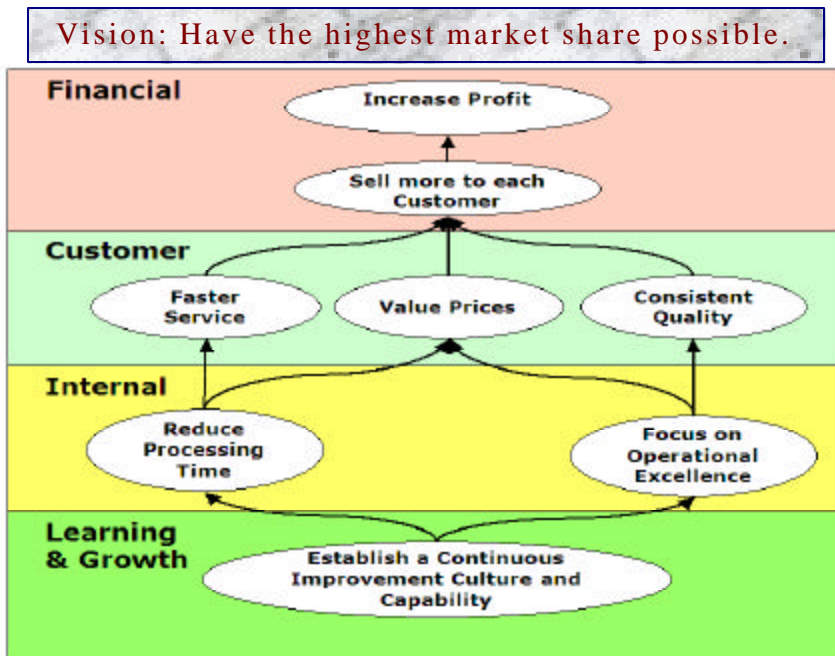 Vision: Have the highest market share possible.
Financial
Increase Profit
Sell more to each
Customer
Customer
Faster
Service
Value Prices
Consistent
Quality
Internal
Reduce
Processing
Time
Focus on
Operational
Excellence
Learning
& Growth
Establish a Continuous
Improvement Culture and
Capability